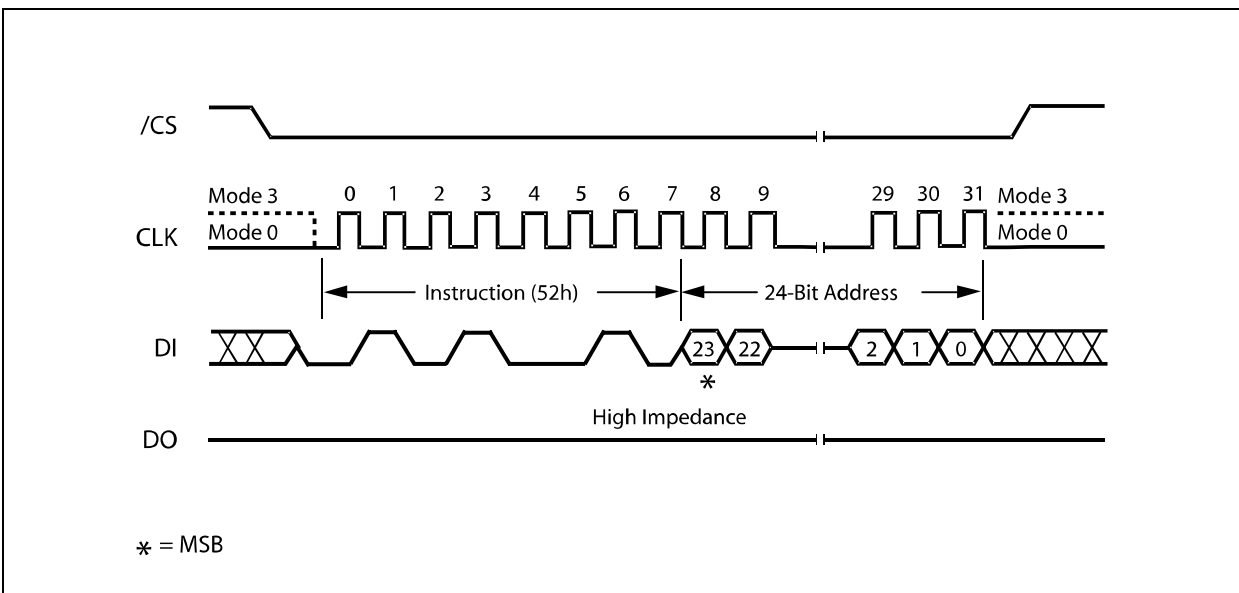 /CS
Mode 3
0 1 2 3 4 5 6 7 8 9 29 30 31
Mode 3
CLK
Mode 0
Mode 0
Instruction (52h)
24-Bit Address
DI
23 22 2 1 0
*
High Impedance
DO
* = MSB